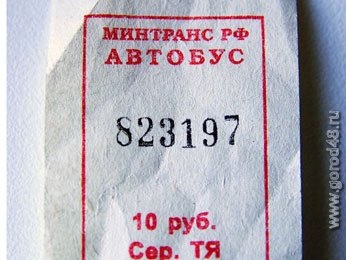 МИНТРАНС РФ
АВТОБУС
823197
10 руб.
Сер. ТЯ
www.gorod48.ru